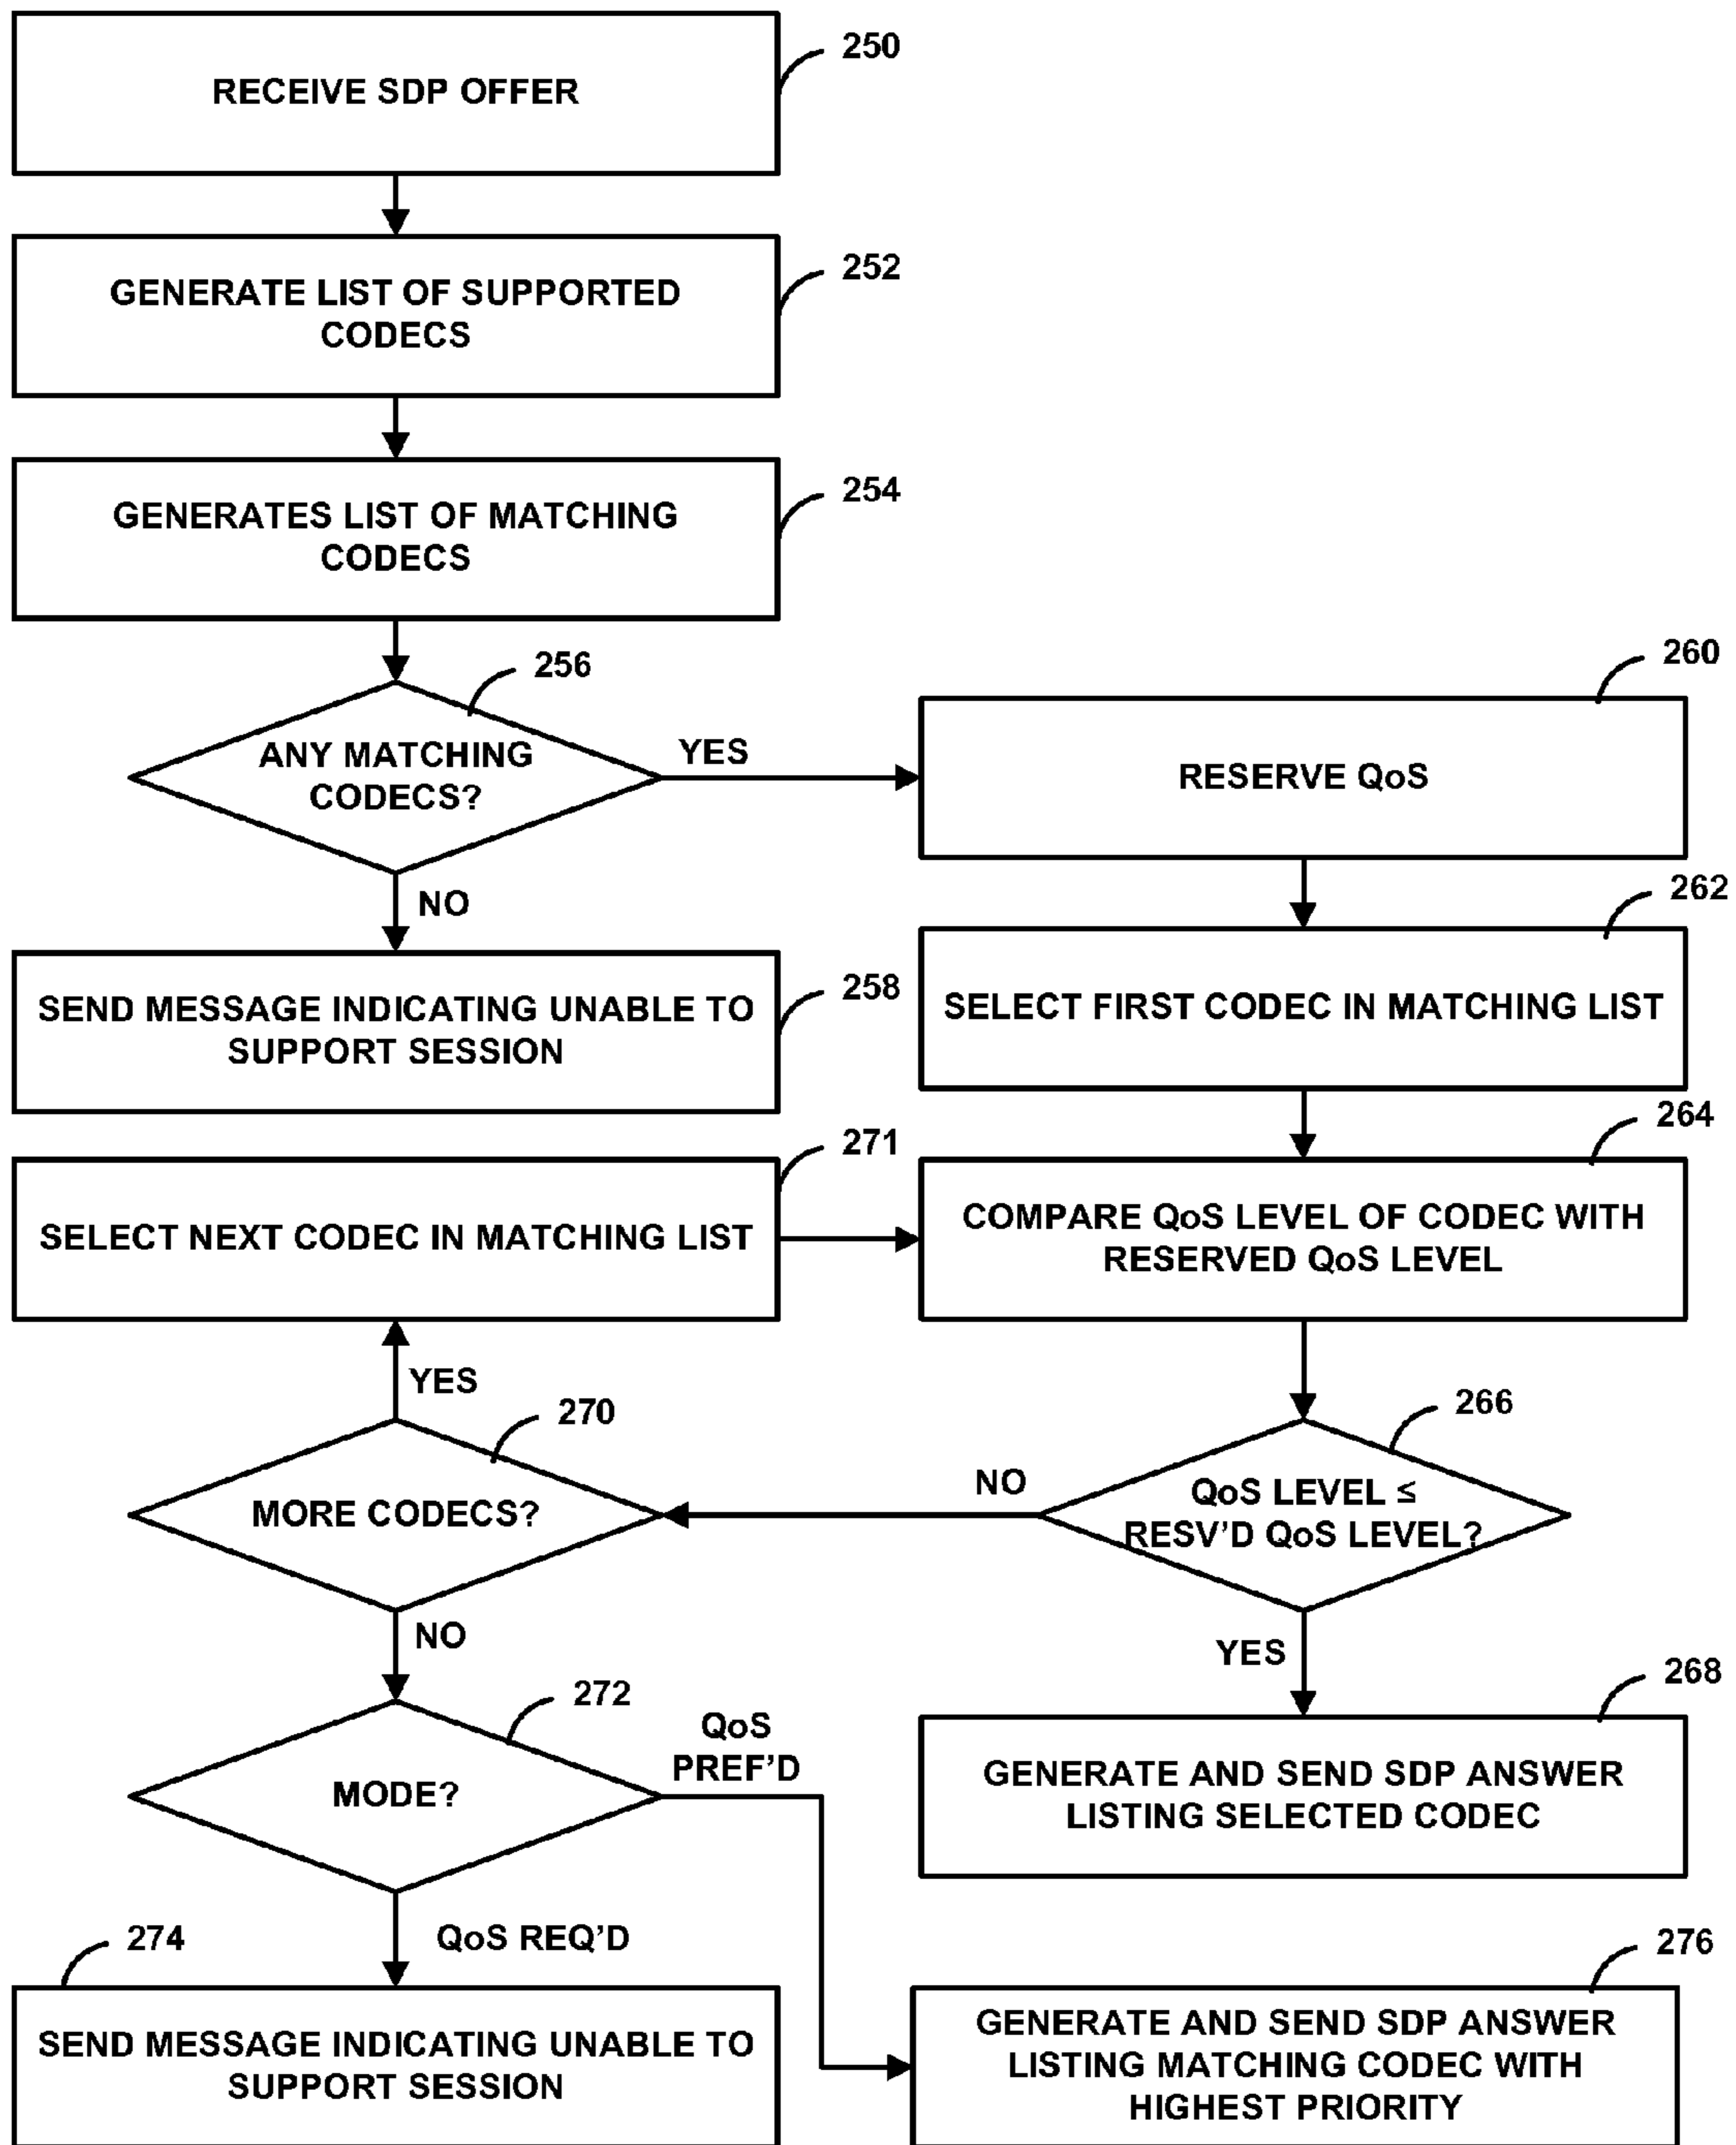 RECEIVE SDP OFFER
250
GENERATE LIST OF SUPPORTED
CODECS
252
GENERATES LIST OF MATCHING
CODECS
254
256
ANY MATCHING
CODECS?
YES
NO
260
RESERVE QoS
SEND MESSAGE INDICATING UNABLE TO
SUPPORT SESSION
258
262
SELECT FIRST CODEC IN MATCHING LIST
271
SELECT NEXT CODEC IN MATCHING LIST
264
COMPARE QoS LEVEL OF CODEC WITH
RESERVED QoS LEVEL
YES
270
MORE CODECS?
NO
NO
266
QoS LEVEL ≤
RESV'D QoS LEVEL?
YES
272
MODE?
QoS
PREF'D
QoS REQ'D
268
GENERATE AND SEND SDP ANSWER
LISTING SELECTED CODEC
274
SEND MESSAGE INDICATING UNABLE TO
SUPPORT SESSION
276
GENERATE AND SEND SDP ANSWER
LISTING MATCHING CODEC WITH
HIGHEST PRIORITY